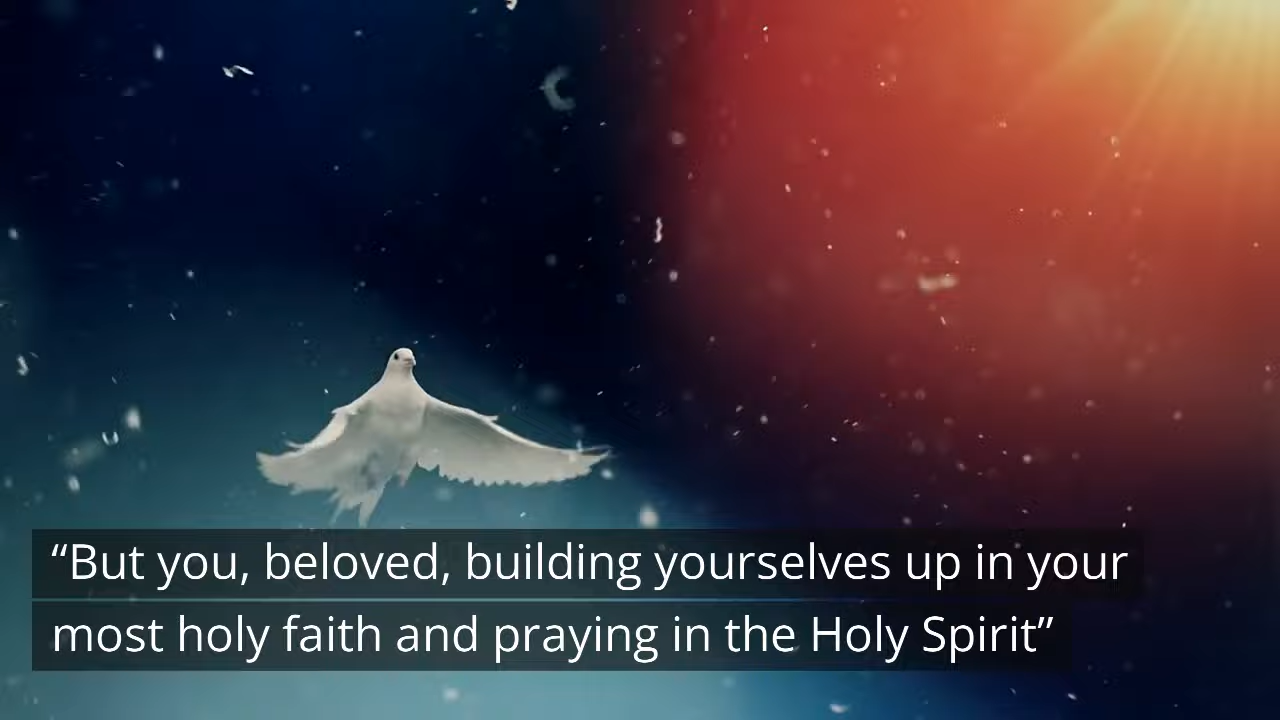 “But you, beloved, building yourselves up in your
most holy faith and praying in the Holy Spirit”